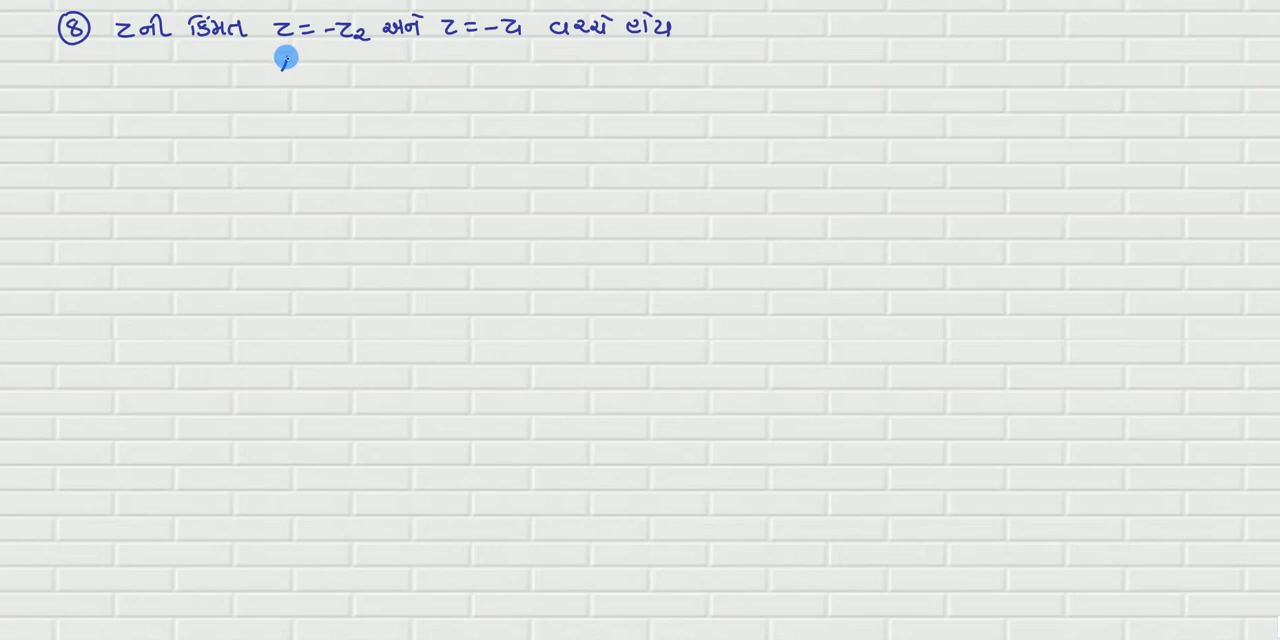 ⑧ zની કિંમત z = -z₂ અને z = -z₁ વચ્ચે હોય